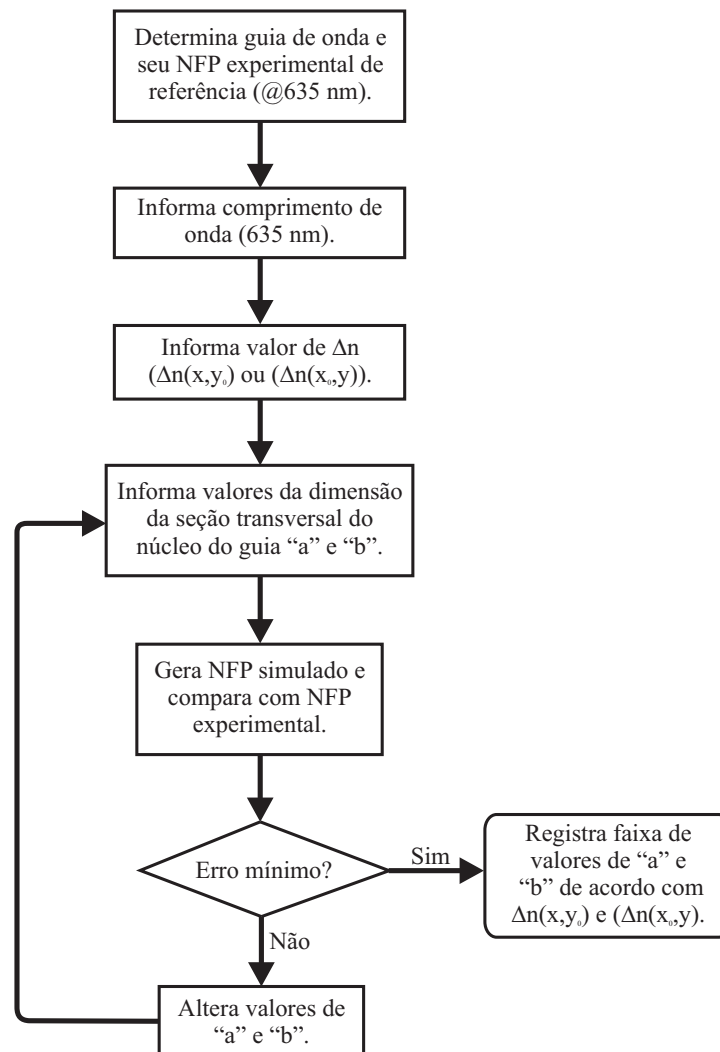 Determina guia de onda e
seu NFP experimental de
referência (@635 nm).
Informa comprimento de
onda (635 nm).
Informa valor de Δn
(Δn(x,y₀) ou (Δn(x₀,y)).
Informa valores da dimensão
da seção transversal do
núcleo do guia “a” e “b”.
Gera NFP simulado e
compara com NFP
experimental.
Erro mínimo?
Sim
Registra faixa de
valores de “a” e
“b” de acordo com
Δn(x,y₀) e (Δn(x₀,y).
Não
Altera valores de
“a” e “b”.